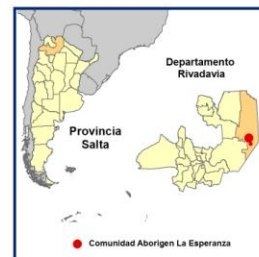 Departamento
Rivadavia
Provincia
Salta
Comunidad Aborigen La Esperanza